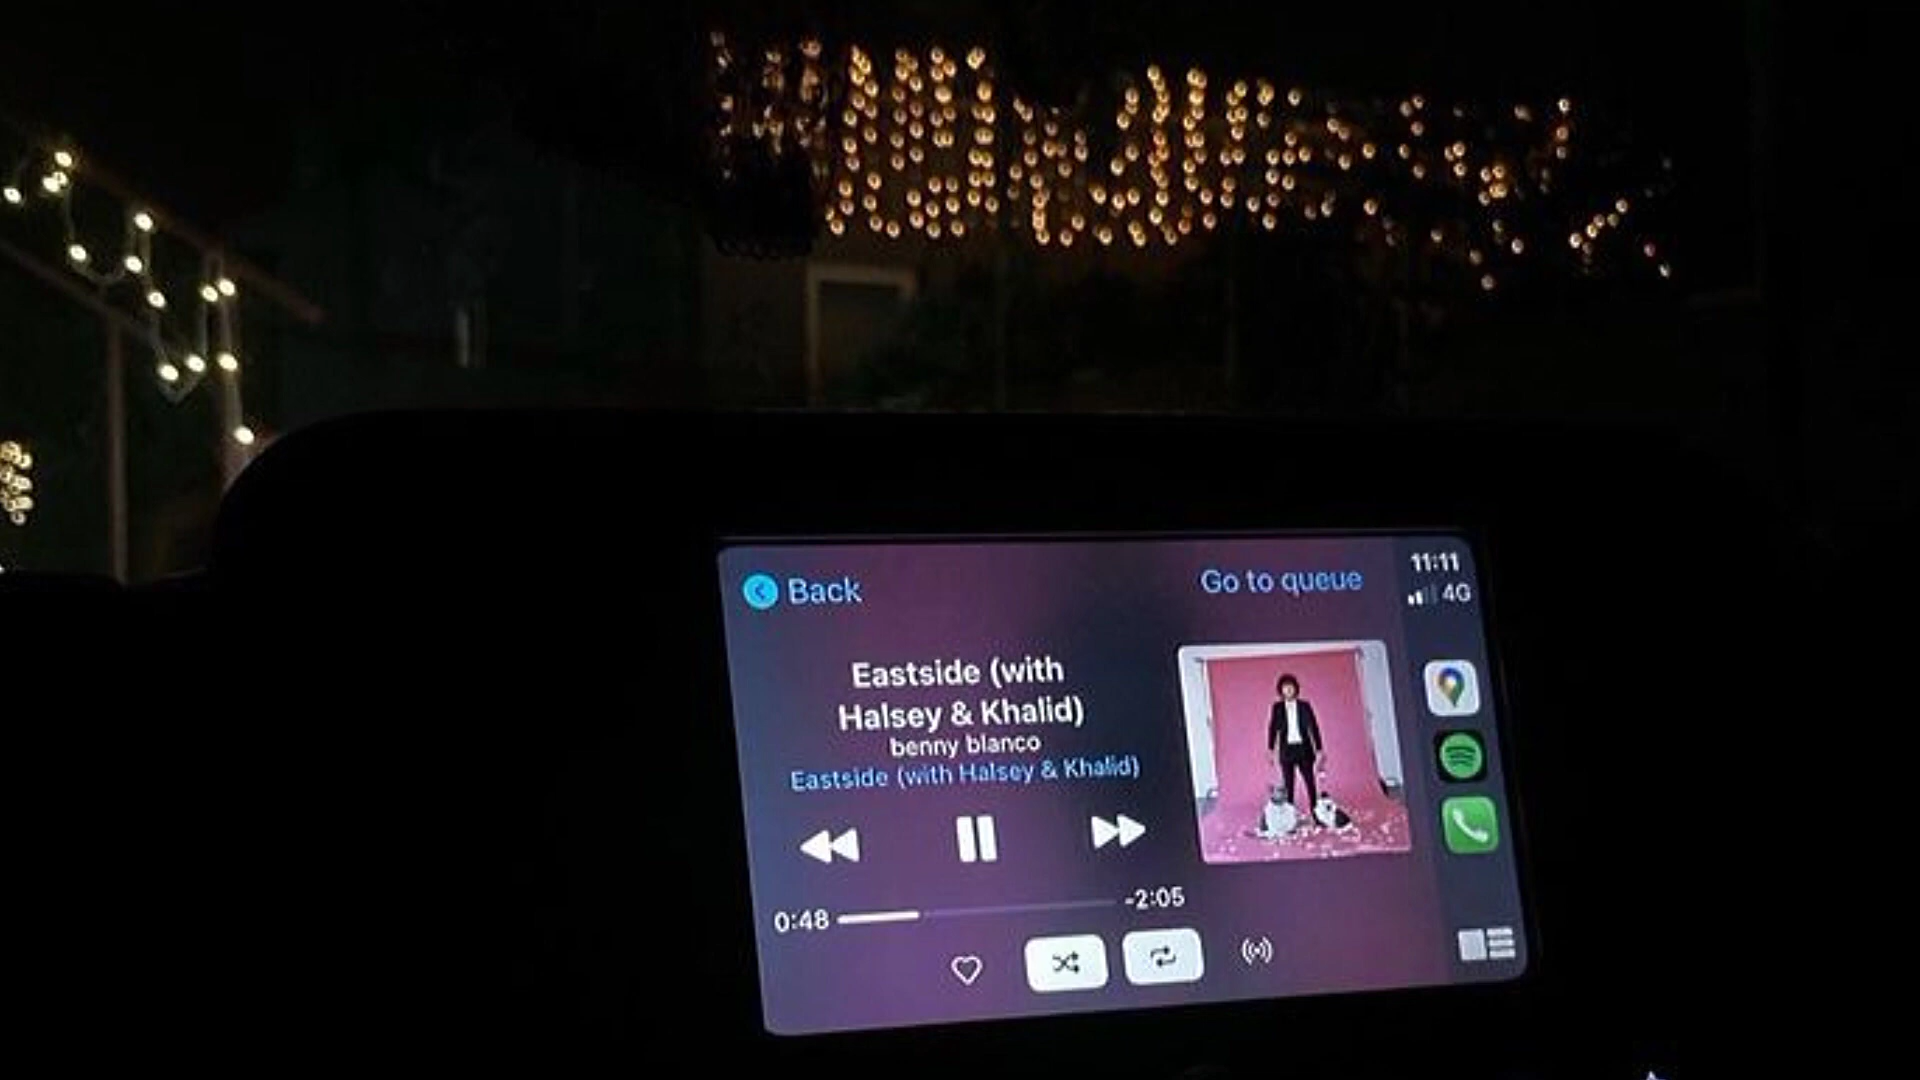 Back
Go to queue
11:11
4G
Eastside (with
Halsey & Khalid)
benny blanco
Eastside (with Halsey & Khalid)
0:48
-2:05